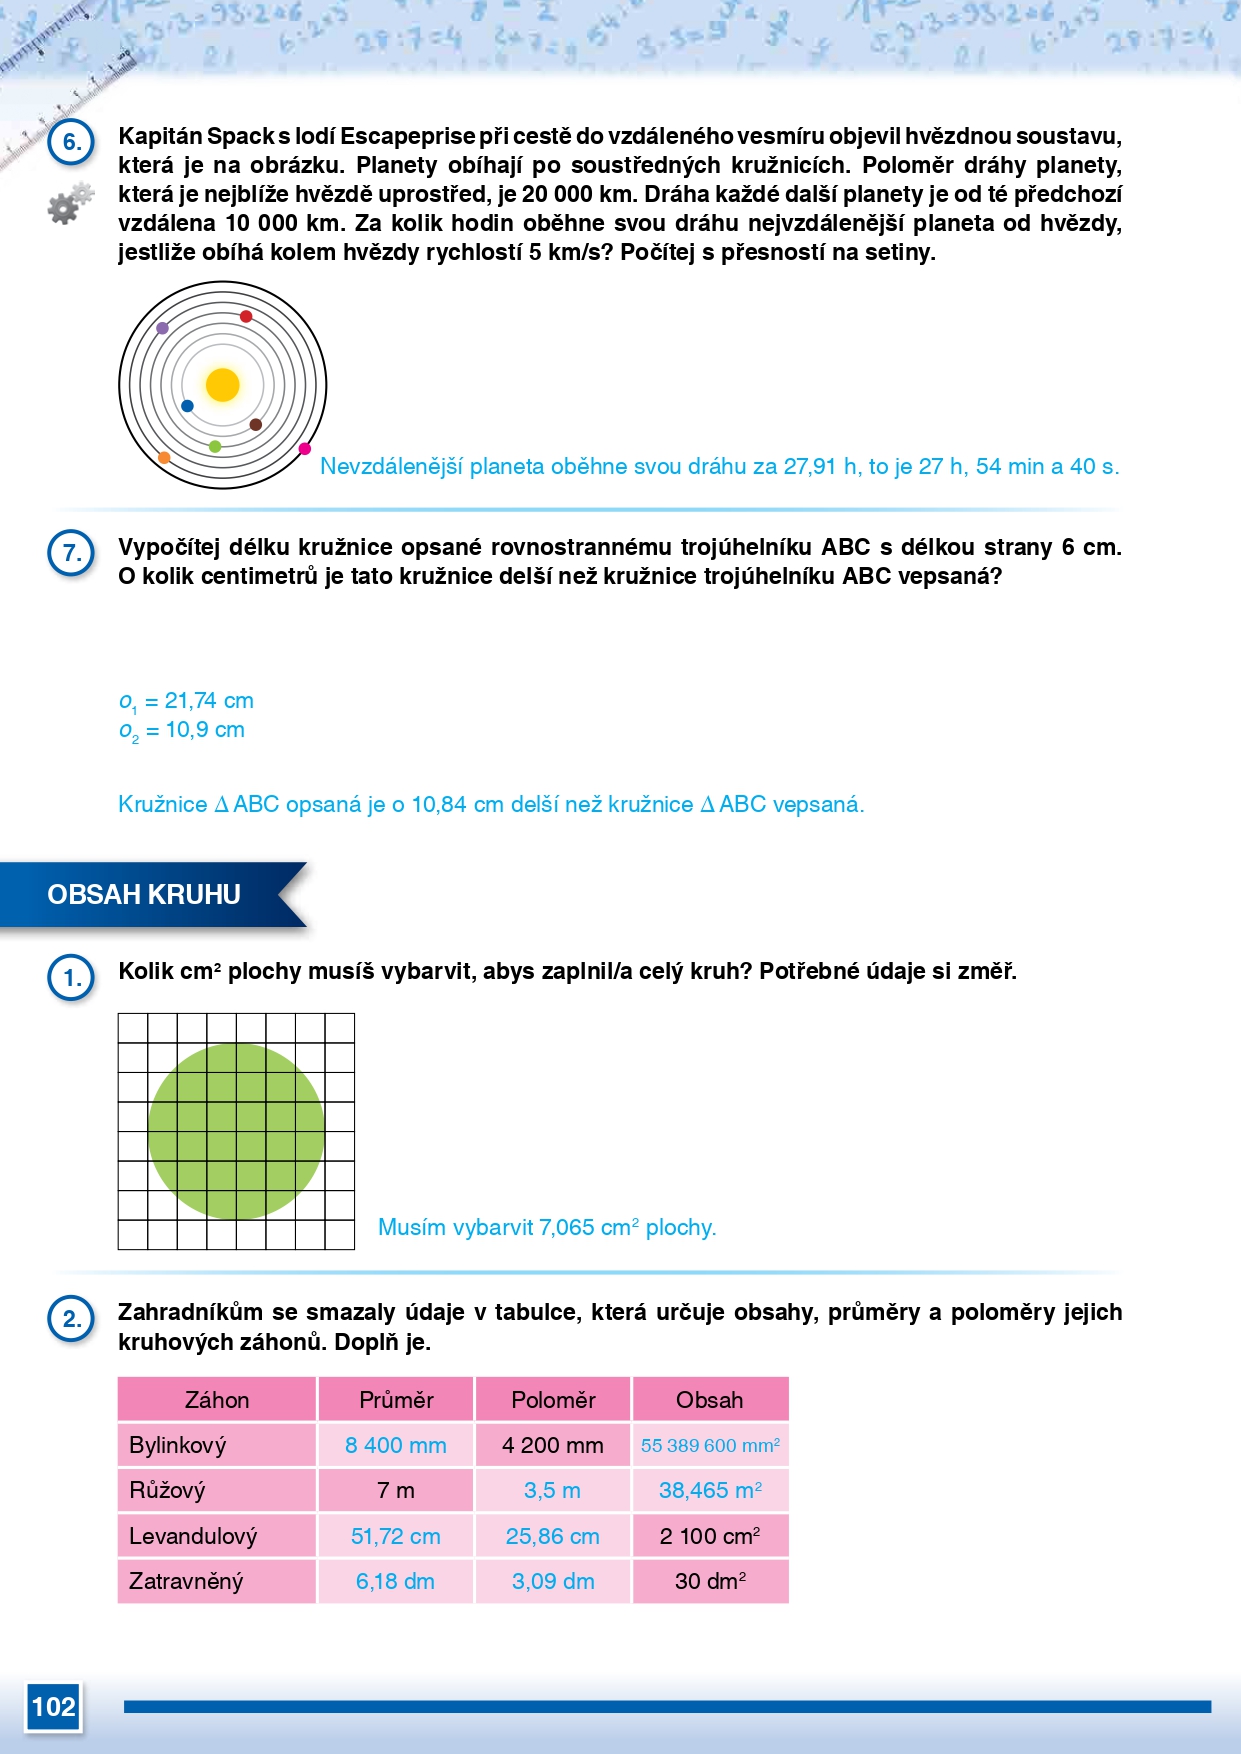 6.
Kapitán Spack s lodí Escapeprise při cestě do vzdáleného vesmíru objevil hvězdnou soustavu,
která je na obrázku. Planety obíhají po soustředných kružnicích. Poloměr dráhy planety,
která je nejblíže hvězdě uprostřed, je 20 000 km. Dráha každé další planety je od té předchozí
vzdálena 10 000 km. Za kolik hodin oběhne svou dráhu nejvzdálenější planeta od hvězdy,
jestliže obíhá kolem hvězdy rychlostí 5 km/s? Počítej s přesností na setiny.
Nevzdálenější planeta oběhne svou dráhu za 27,91 h, to je 27 h, 54 min a 40 s.
7.
Vypočítej délku kružnice opsané rovnostrannému trojúhelníku ABC s délkou strany 6 cm.
O kolik centimetrů je tato kružnice delší než kružnice trojúhelníku ABC vepsaná?
o₁ = 21,74 cm
o₂ = 10,9 cm
Kružnice Δ ABC opsaná je o 10,84 cm delší než kružnice Δ ABC vepsaná.
OBSAH KRUHU
1.
Kolik cm² plochy musíš vybarvit, abys zaplnil/a celý kruh? Potřebné údaje si změř.
Musím vybarvit 7,065 cm² plochy.
2.
Zahradníkům se smazaly údaje v tabulce, která určuje obsahy, průměry a poloměry jejich
kruhových záhonů. Doplň je.
Záhon Průměr Poloměr Obsah
Bylinkový 8 400 mm 4 200 mm 55 389 600 mm²
Růžový 7 m 3,5 m 38,465 m²
Levandulový 51,72 cm 25,86 cm 2 100 cm²
Zatravněný 6,18 dm 3,09 dm 30 dm²
102